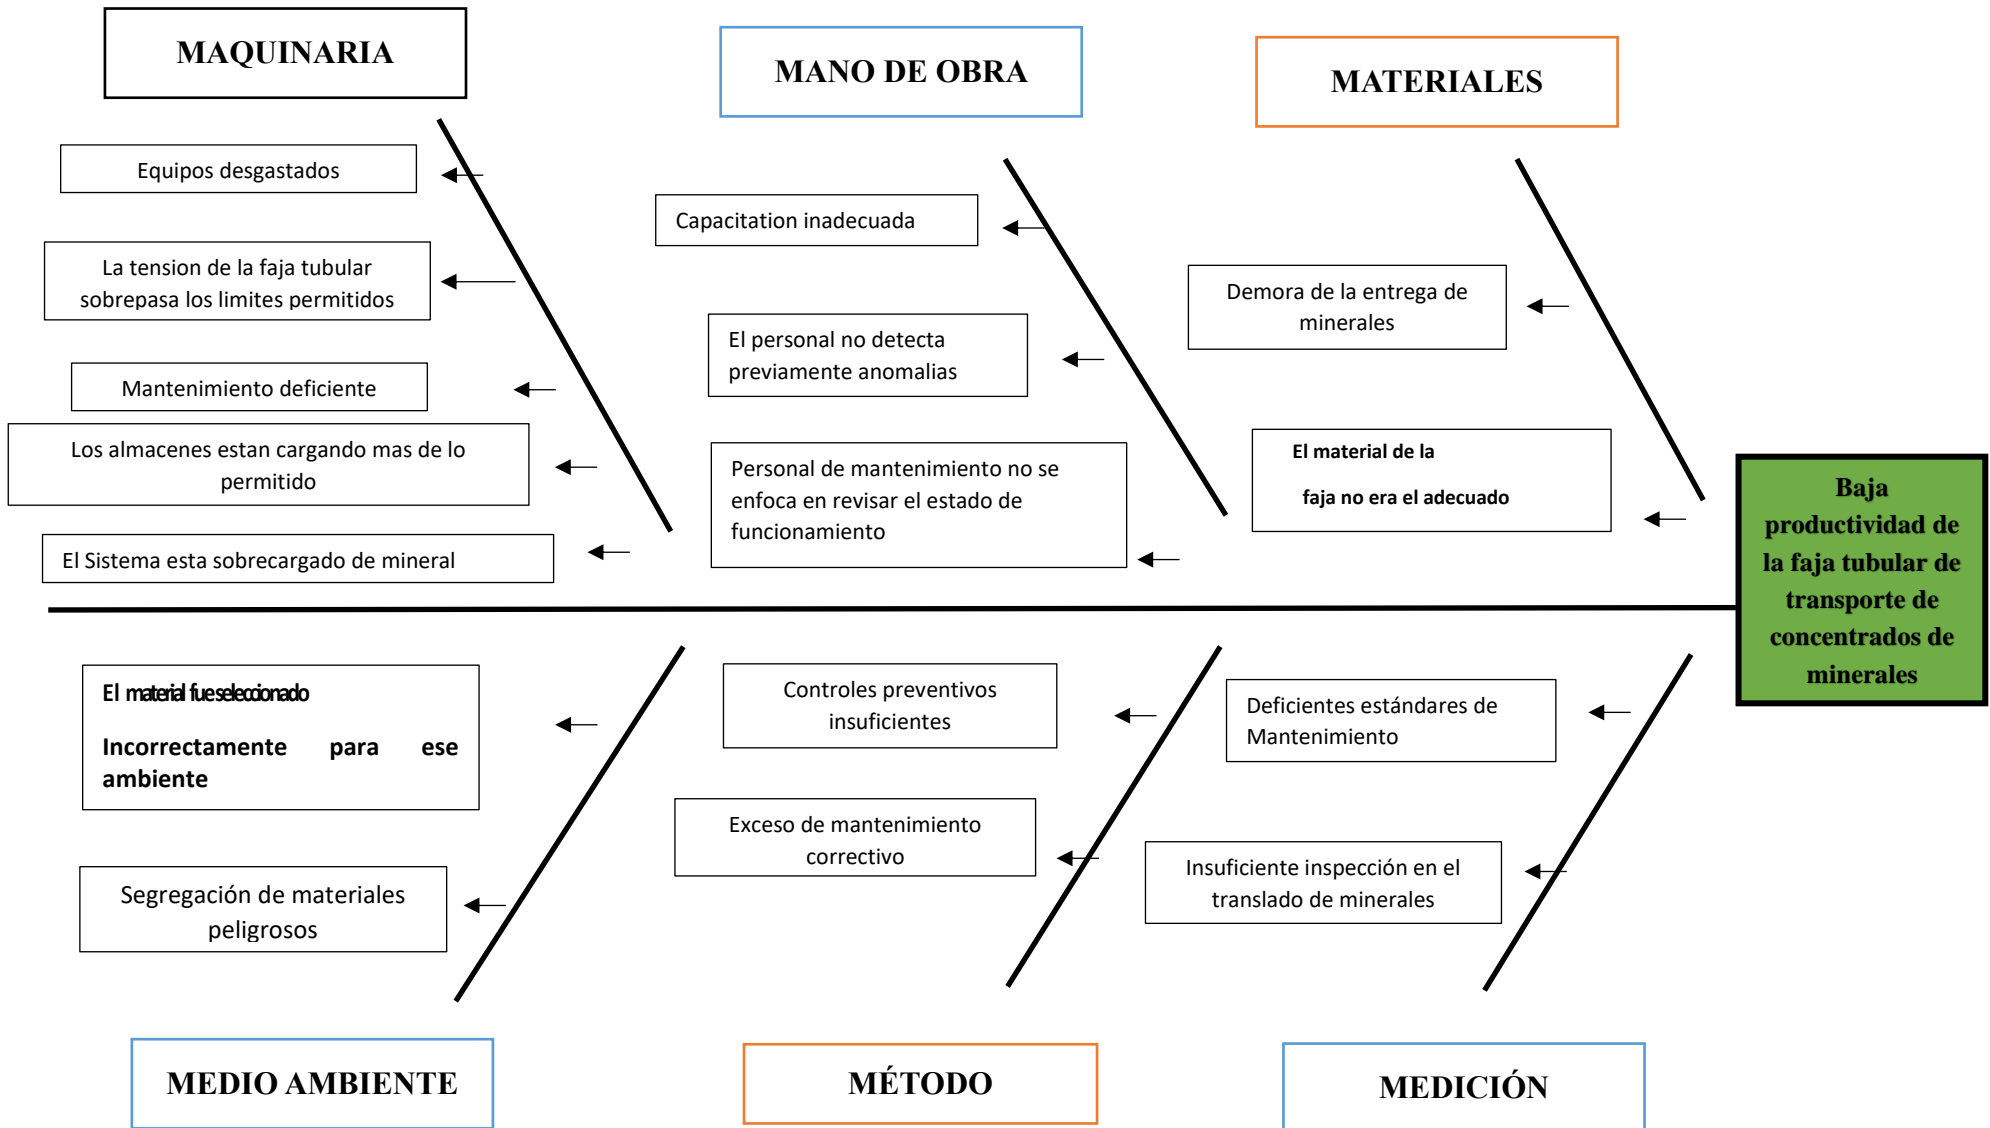 MAQUINARIA
MANO DE OBRA
MATERIALES
Equipos desgastados
La tension de la faja tubular
sobrepasa los limites permitidos
Mantenimiento deficiente
Los almacenes estan cargando mas de lo
permitido
El Sistema esta sobrecargado de mineral
Capacitation inadecuada
El personal no detecta
previamente anomalias
Personal de mantenimiento no se
enfoca en revisar el estado de
funcionamiento
Demora de la entrega de
minerales
El material de la
faja no era el adecuado
Baja
productividad de
la faja tubular de
transporte de
concentrados de
minerales
El material fue seleccionado
Incorrectamente para ese
ambiente
Segregación de materiales
peligrosos
Controles preventivos
insuficientes
Exceso de mantenimiento
correctivo
Deficientes estándares de
Mantenimiento
Insuficiente inspección en el
translado de minerales
MEDIO AMBIENTE
MÉTODO
MEDICIÓN